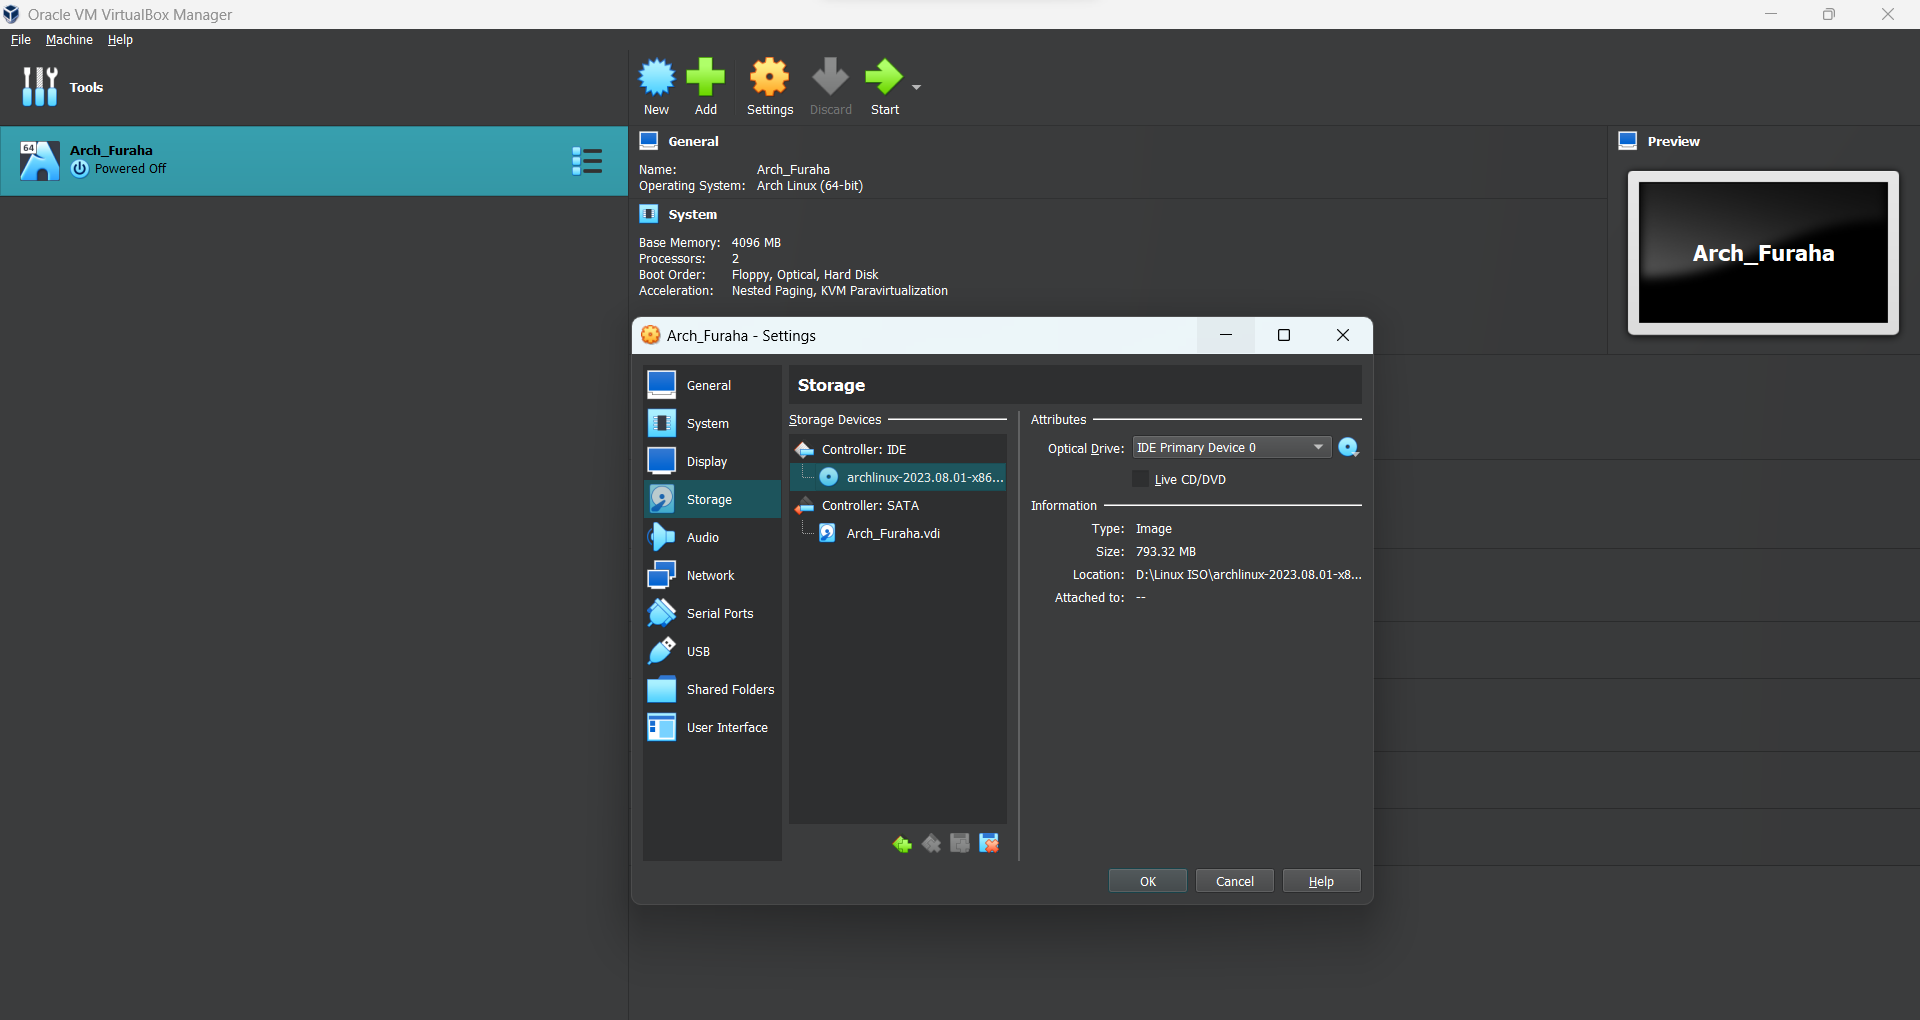 Oracle VM VirtualBox Manager
File Machine Help
Tools
New Add Settings Discard Start
64
Arch_Furaha
Powered Off
General
Name: Arch_Furaha
Operating System: Arch Linux (64-bit)
System
Base Memory: 4096 MB
Processors: 2
Boot Order: Floppy, Optical, Hard Disk
Acceleration: Nested Paging, KVM Paravirtualization
Preview
Arch_Furaha
Arch_Furaha - Settings
General
System
Display
Storage
Audio
Network
Serial Ports
USB
Shared Folders
User Interface
Storage
Storage Devices
Controller: IDE
archlinux-2023.08.01-x86...
Controller: SATA
Arch_Furaha.vdi
Attributes
Optical Drive: IDE Primary Device 0
Live CD/DVD
Information
Type: Image
Size: 793.32 MB
Location: D:\Linux ISO\archlinux-2023.08.01-x8...
Attached to: --
OK Cancel Help